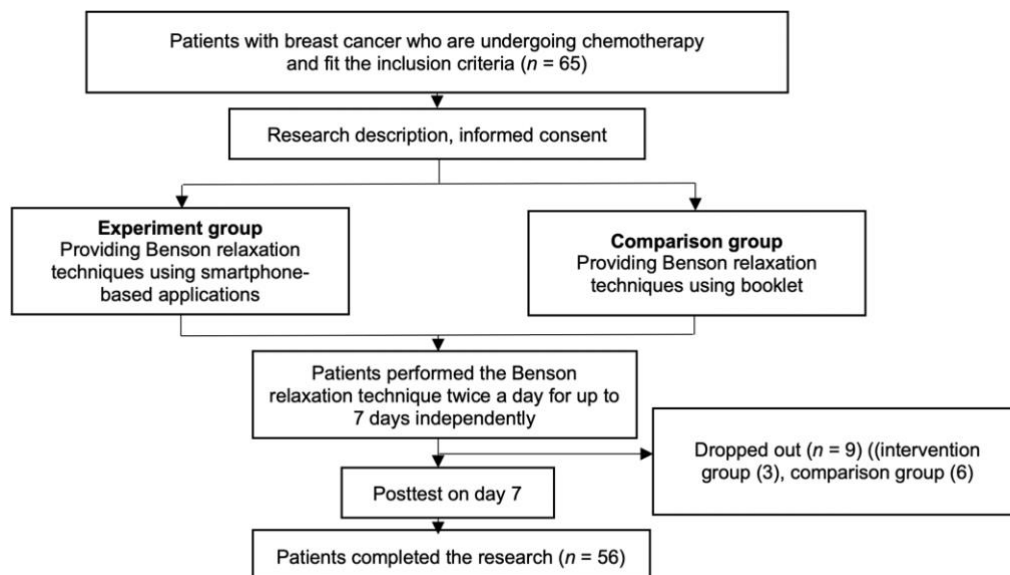 Patients with breast cancer who are undergoing chemotherapy
and fit the inclusion criteria (n = 65)
Research description, informed consent
Experiment group
Providing Benson relaxation
techniques using smartphone-
based applications
Comparison group
Providing Benson relaxation
techniques using booklet
Patients performed the Benson
relaxation technique twice a day for up to
7 days independently
Dropped out (n = 9) ((intervention
group (3), comparison group (6)
Posttest on day 7
Patients completed the research (n = 56)